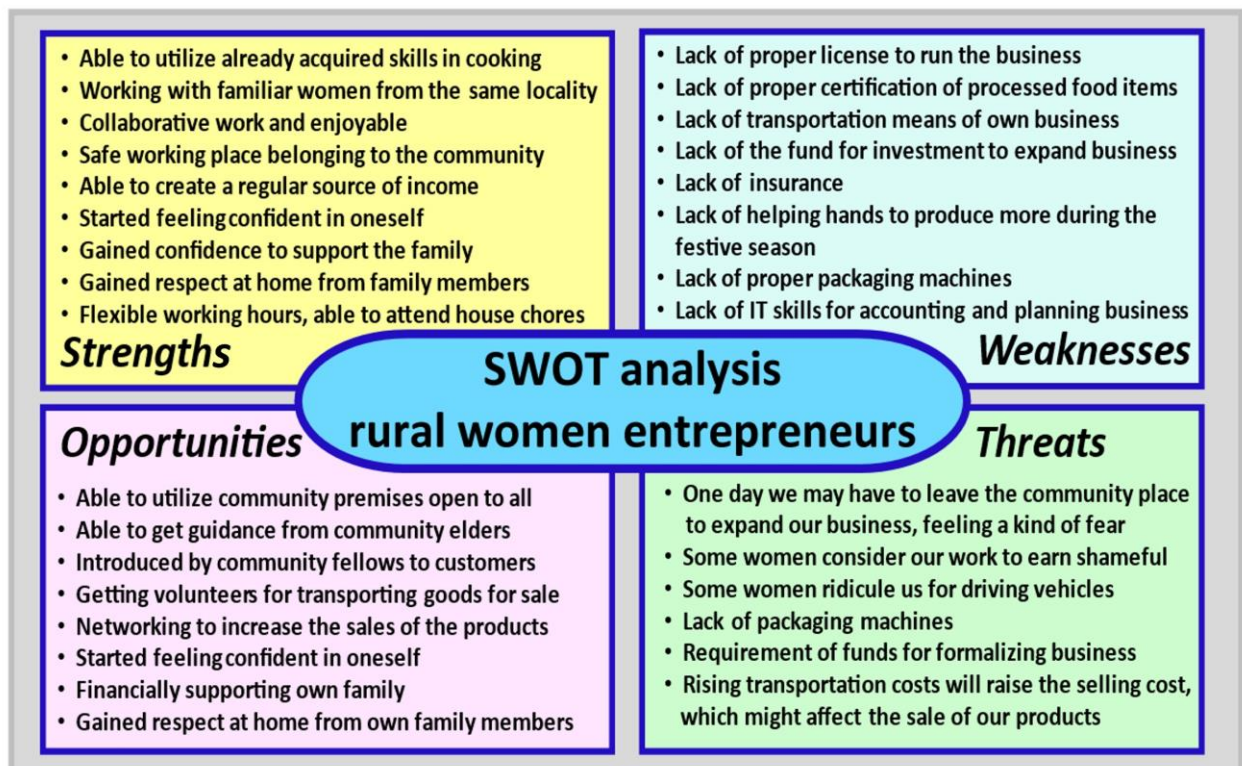 • Able to utilize already acquired skills in cooking
• Working with familiar women from the same locality
• Collaborative work and enjoyable
• Safe working place belonging to the community
• Able to create a regular source of income
• Started feeling confident in oneself
• Gained confidence to support the family
• Gained respect at home from family members
• Flexible working hours, able to attend house chores
Strengths
• Lack of proper license to run the business
• Lack of proper certification of processed food items
• Lack of transportation means of own business
• Lack of the fund for investment to expand business
• Lack of insurance
• Lack of helping hands to produce more during the
festive season
• Lack of proper packaging machines
• Lack of IT skills for accounting and planning business
Weaknesses
SWOT analysis
rural women entrepreneurs
Opportunities
• Able to utilize community premises open to all
• Able to get guidance from community elders
• Introduced by community fellows to customers
• Getting volunteers for transporting goods for sale
• Networking to increase the sales of the products
• Started feeling confident in oneself
• Financially supporting own family
• Gained respect at home from own family members
Threats
• One day we may have to leave the community place
to expand our business, feeling a kind of fear
• Some women consider our work to earn shameful
• Some women ridicule us for driving vehicles
• Lack of packaging machines
• Requirement of funds for formalizing business
• Rising transportation costs will raise the selling cost,
which might affect the sale of our products